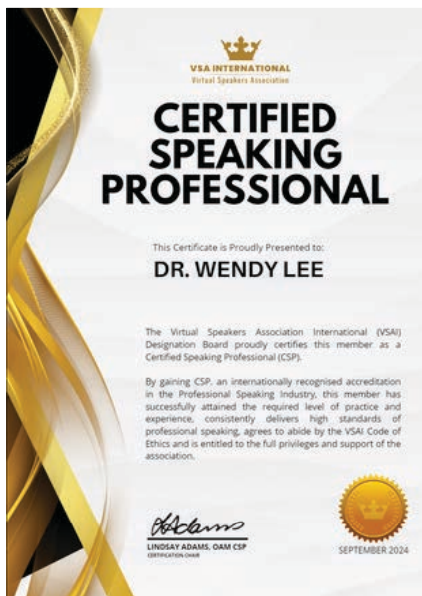 VSA INTERNATIONAL
Virtual Speakers Association
CERTIFIED
SPEAKING
PROFESSIONAL
This Certificate is Proudly Presented to:
DR. WENDY LEE
The Virtual Speakers Association International (VSAI)
Designation Board proudly certifies this member as a
Certified Speaking Professional (CSP).
By gaining CSP, an internationally recognised accreditation
in the Professional Speaking Industry, this member has
successfully attained the required level of practice and
experience, consistently delivers high standards of
professional speaking, agrees to abide by the VSAI Code of
Ethics and is entitled to the full privileges and support of the
association.
LAdams
LINDSAY ADAMS, OAM CSP
CERTIFICATION CHAIR
SEPTEMBER 2024